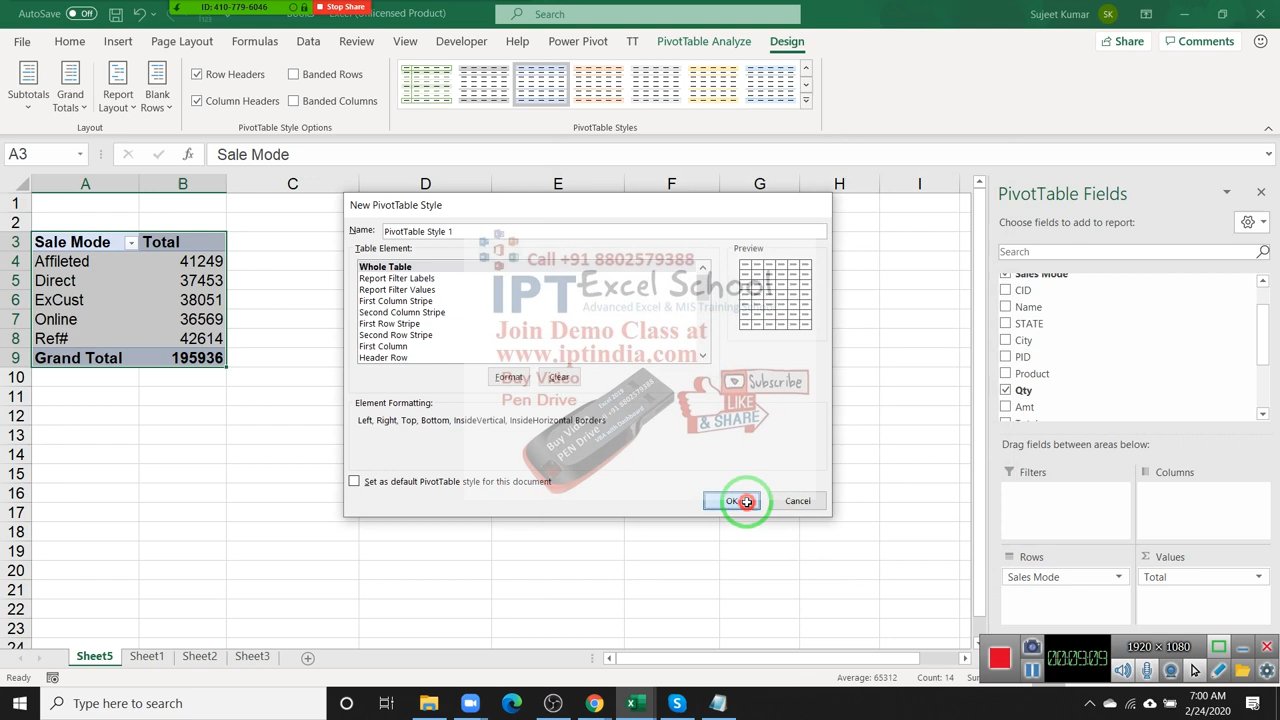 AutoSave Off
ID: 410-779-6046
Stop Share
Excel (Unlicensed Product)
Search
Sujeet Kumar
SK
File Home Insert Page Layout Formulas Data Review View Developer Help Power Pivot TT PivotTable Analyze Design
Share
Comments
Subtotals
Grand Totals
Report Layout
Blank Rows
Row Headers
Banded Rows
Column Headers
Banded Columns
Layout
PivotTable Style Options
PivotTable Styles
A3
fx
Sale Mode
A B C D E F G H I
1
2
3 Sale Mode Total
4 Affileted 41249
5 Direct 37453
6 ExCust 38051
7 Online 36569
8 Ref# 42614
9 Grand Total 195936
10
11
12
13
14
15
16
17
18
19
20
21
22
23
24
New PivotTable Style
Name: PivotTable Style 1
Table Element:
Whole Table
Report Filter Labels
Report Filter Values
First Column Stripe
Second Column Stripe
First Row Stripe
Second Row Stripe
First Column
Header Row
Preview
Format
Clear
Element Formatting:
Left, Right, Top, Bottom, InsideVertical, InsideHorizontal Borders
Set as default PivotTable style for this document
OK
Cancel
Call +91 8802579388
IPT Excel School
Advanced Excel & MIS Training
Join Demo Class at
www.iptindia.com
Buy Video
Pen Drive
Subscribe
LIKE
& SHARE
PivotTable Fields
Choose fields to add to report:
Search
Sales Mode
CID
Name
STATE
City
PID
Product
Qty
Amt
Drag fields between areas below:
Filters
Columns
Rows
Values
Sales Mode
Total
Sheet5 Sheet1 Sheet2 Sheet3
Ready
Average: 65312
Count: 14
1920 × 1080
00:09:09
Type here to search
7:00 AM
2/24/2020